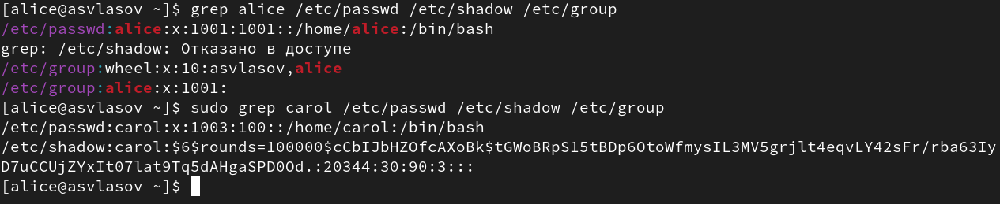 [alice@asvlasov ~]$ grep alice /etc/passwd /etc/shadow /etc/group
/etc/passwd:alice:x:1001:1001::/home/alice:/bin/bash
grep: /etc/shadow: Отказано в доступе
/etc/group:wheel:x:10:asvlasov,alice
/etc/group:alice:x:1001:
[alice@asvlasov ~]$ sudo grep carol /etc/passwd /etc/shadow /etc/group
/etc/passwd:carol:x:1003:100::/home/carol:/bin/bash
/etc/shadow:carol:$6$rounds=100000$cCbIJbHZOfcAXoBk$tGWoBRpS15tBDp6OtoWfmysIL3MV5grjlt4eqvLY42sFr/rba63Iy
D7uCCUjZYxIt07lat9Tq5dAHgaSPD0Od.:20344:30:90:3:::
[alice@asvlasov ~]$